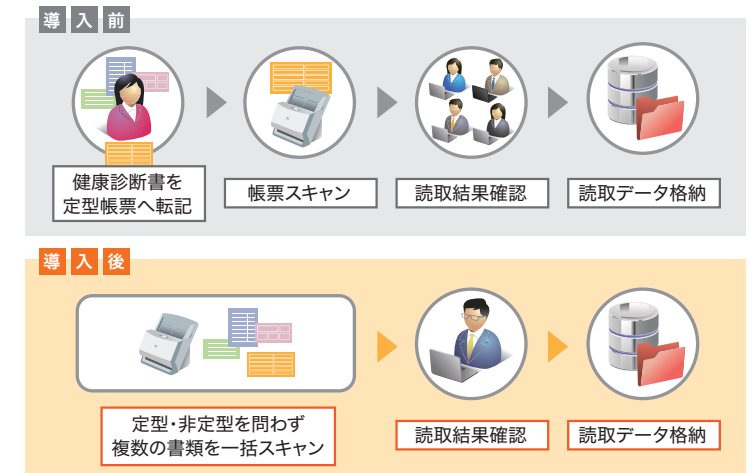 導入前
健康診断書を
定型帳票へ転記
帳票スキャン
読取結果確認
読取データ格納
導入後
定型・非定型を問わず
複数の書類を一括スキャン
読取結果確認
読取データ格納